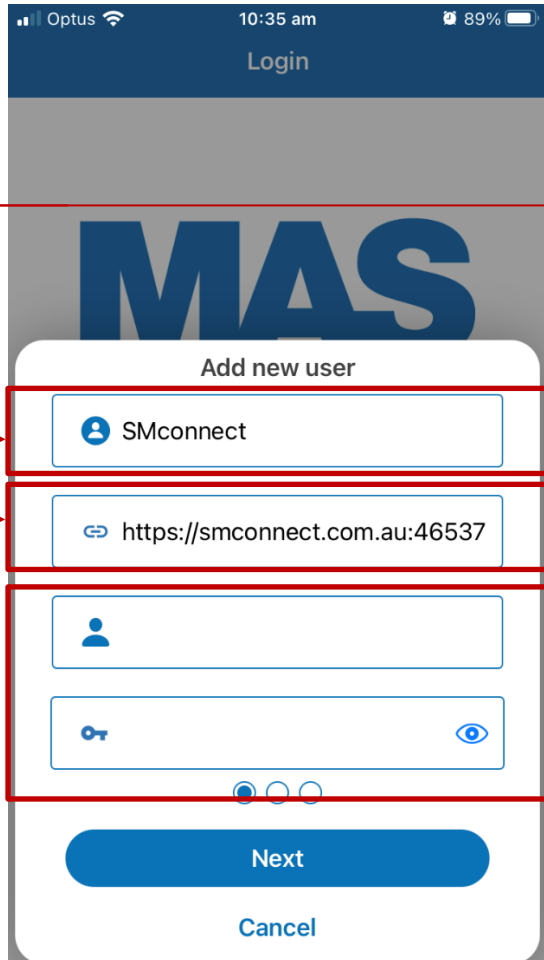 Optus 10:35 am 89%
Login
MAS
Add new user
SMconnect
https://smconnect.com.au:46537
Next
Cancel